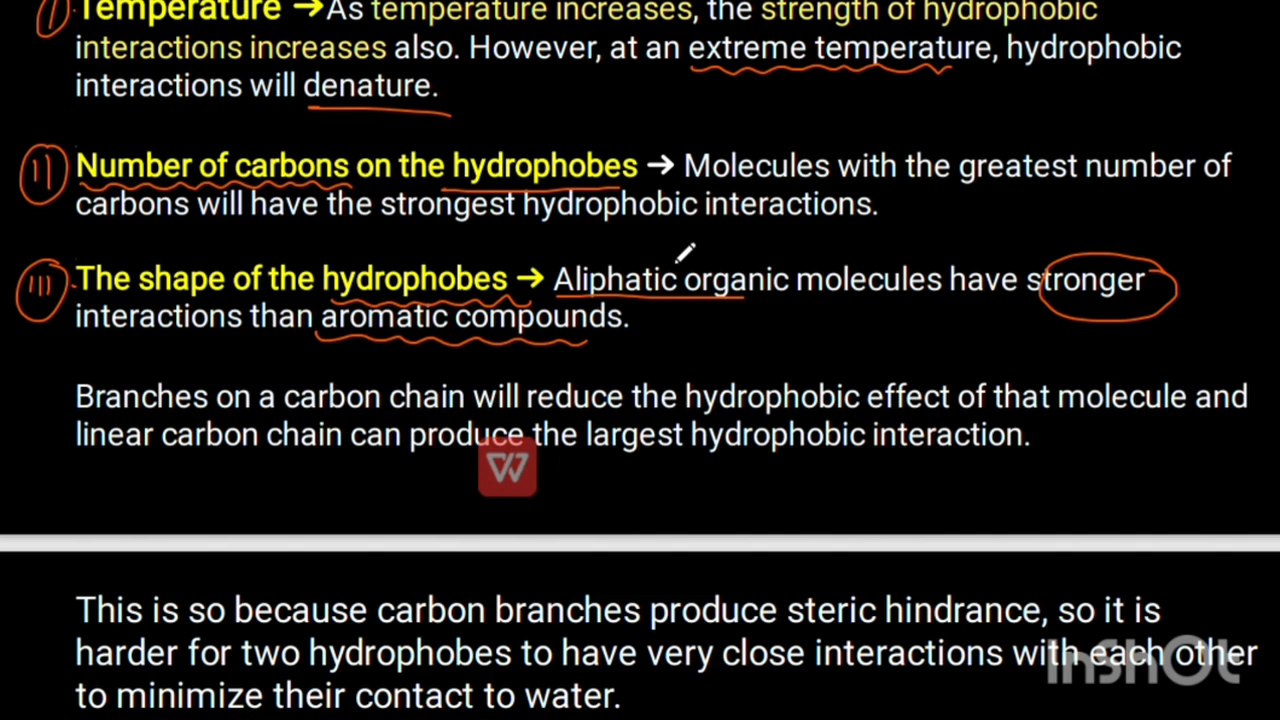 I) Temperature → As temperature increases, the strength of hydrophobic
interactions increases also. However, at an extreme temperature, hydrophobic
interactions will denature.
II) Number of carbons on the hydrophobes → Molecules with the greatest number of
carbons will have the strongest hydrophobic interactions.
III) The shape of the hydrophobes → Aliphatic organic molecules have stronger
interactions than aromatic compounds.
Branches on a carbon chain will reduce the hydrophobic effect of that molecule and
linear carbon chain can produce the largest hydrophobic interaction.
W
This is so because carbon branches produce steric hindrance, so it is
harder for two hydrophobes to have very close interactions with each other
InShOt
to minimize their contact to water.